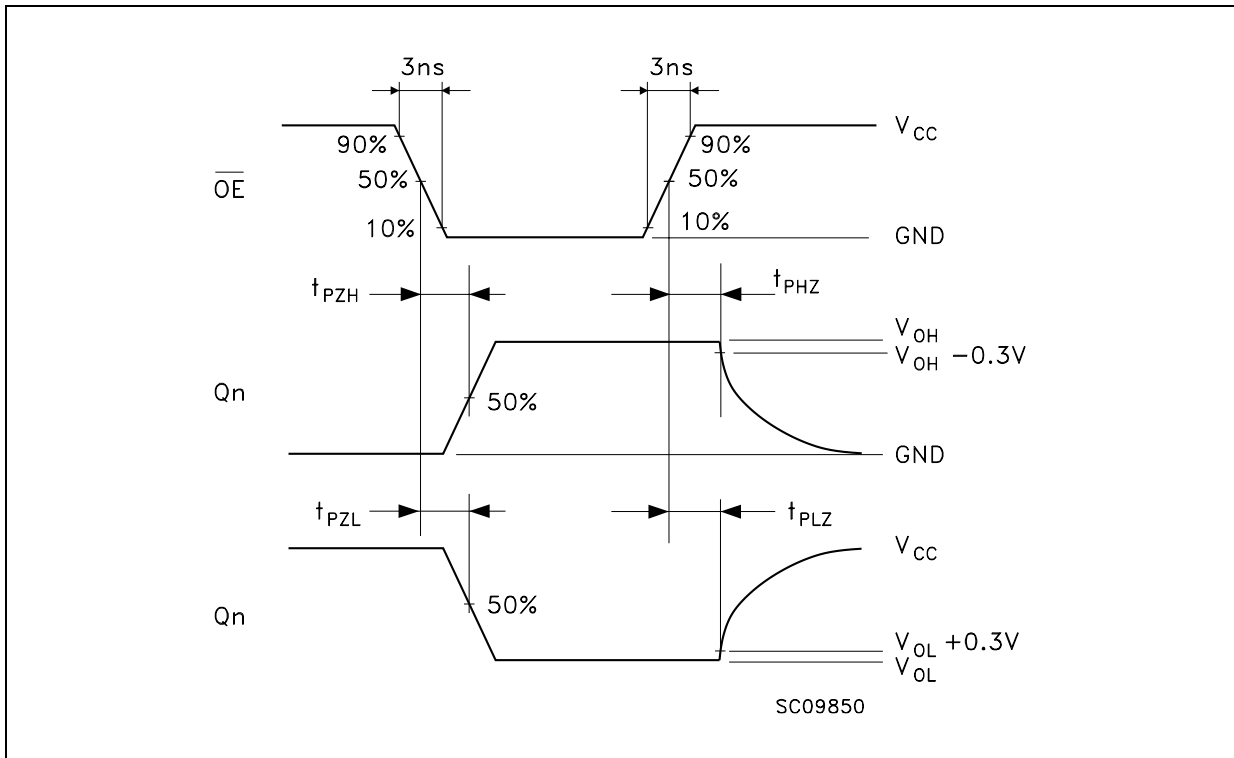 3ns 3ns
90% 90% VCC
OE 50% 50%
10% 10% GND
tPZH tPHZ
VOH
VOH −0.3V
Qn 50%
GND
tPZL tPLZ
VCC
Qn 50%
VOL +0.3V
VOL
SC09850